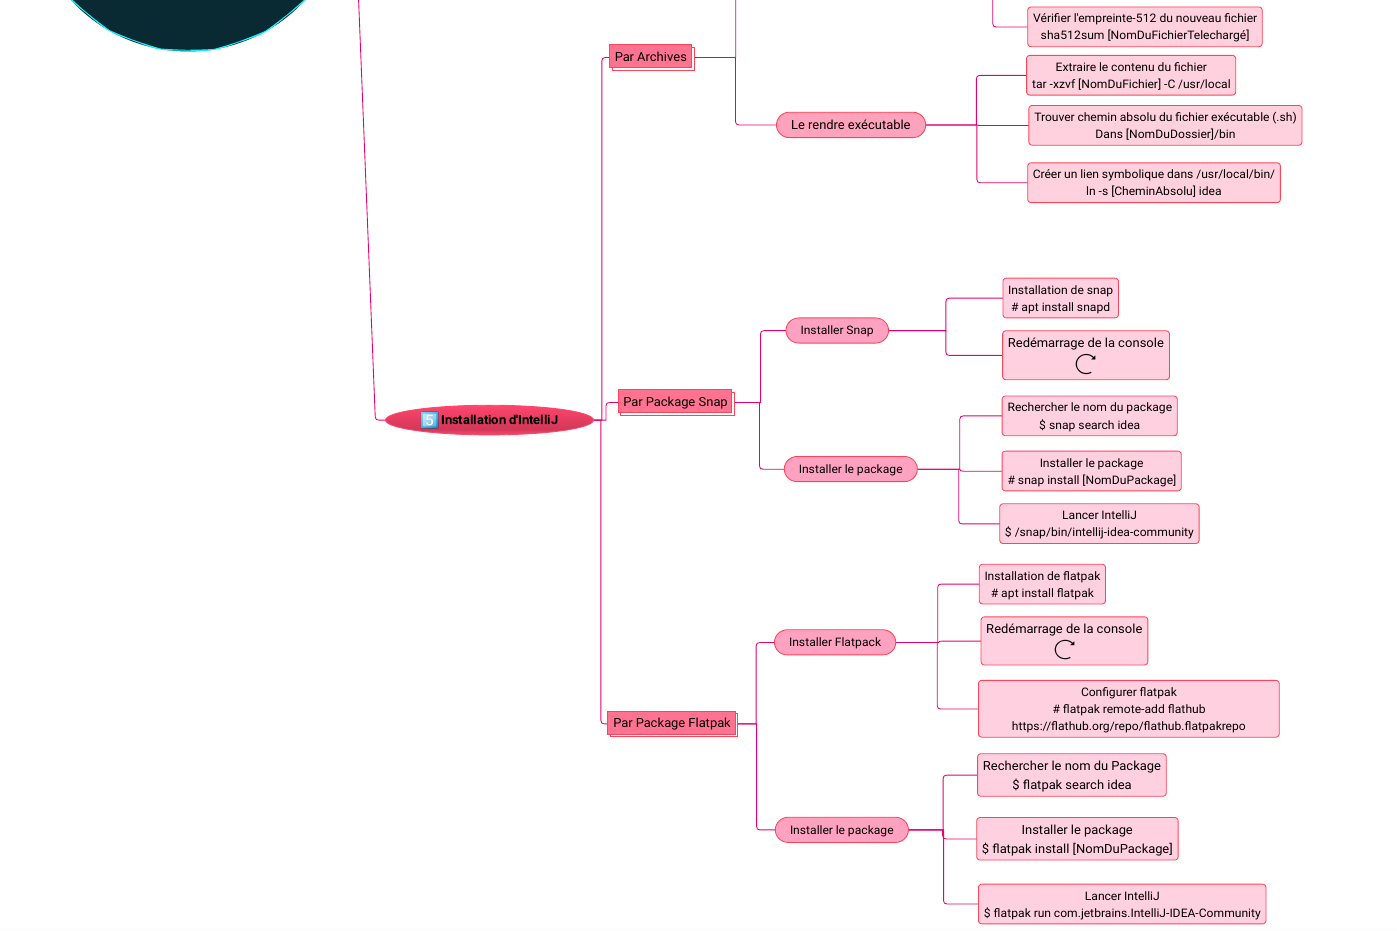 Vérifier l'empreinte-512 du nouveau fichier
sha512sum [NomDuFichierTelechargé]
Par Archives
Extraire le contenu du fichier
tar -xzvf [NomDuFichier] -C /usr/local
Le rendre exécutable
Trouver chemin absolu du fichier exécutable (.sh)
Dans [NomDuDossier]/bin
Créer un lien symbolique dans /usr/local/bin/
ln -s [CheminAbsolu] idea
5️⃣ Installation d'IntelliJ
Par Package Snap
Installer Snap
Installation de snap
# apt install snapd
Redémarrage de la console
Installer le package
Rechercher le nom du package
$ snap search idea
Installer le package
# snap install [NomDuPackage]
Lancer IntelliJ
$ /snap/bin/intellij-idea-community
Par Package Flatpak
Installer Flatpack
Installation de flatpak
# apt install flatpak
Redémarrage de la console
Configurer flatpak
# flatpak remote-add flathub
https://flathub.org/repo/flathub.flatpakrepo
Installer le package
Rechercher le nom du Package
$ flatpak search idea
Installer le package
$ flatpak install [NomDuPackage]
Lancer IntelliJ
$ flatpak run com.jetbrains.IntelliJ-IDEA-Community